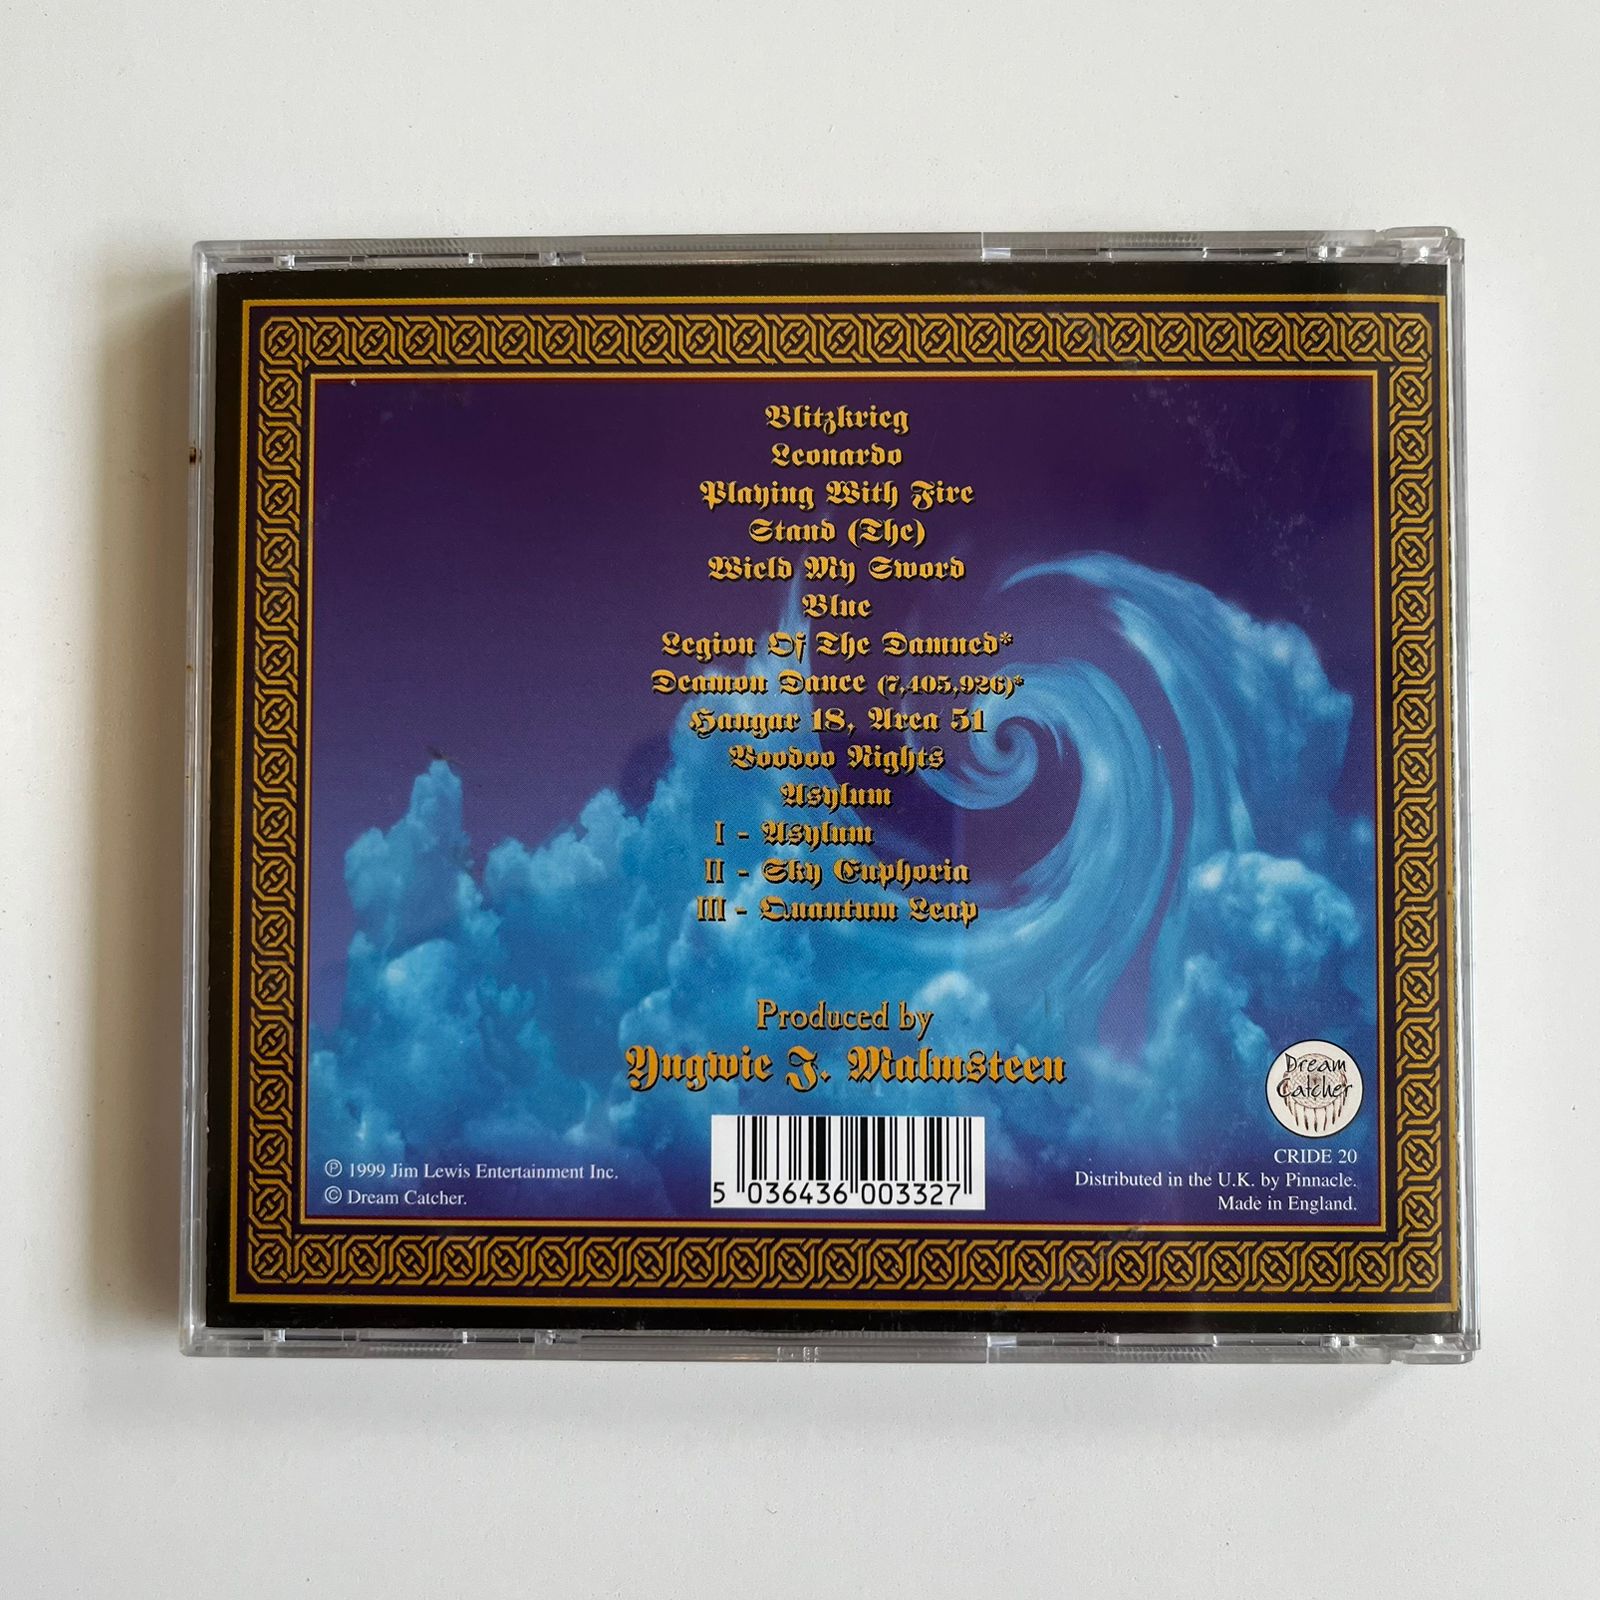 Blitzkrieg
Leonardo
Playing With Fire
Stand (The)
Wield My Sword
Blue
Legion Of The Damned*
Deamon Dance (7,405,926)*
Hangar 18, Area 51
Voodoo Nights
Asylum
I - Asylum
II - Sky Euphoria
III - Quantum Leap
Produced by
Yngwie J. Malmsteen
Dream
Catcher
℗ 1999 Jim Lewis Entertainment Inc.
© Dream Catcher.
5 036436 003327
CRIDE 20
Distributed in the U.K. by Pinnacle.
Made in England.